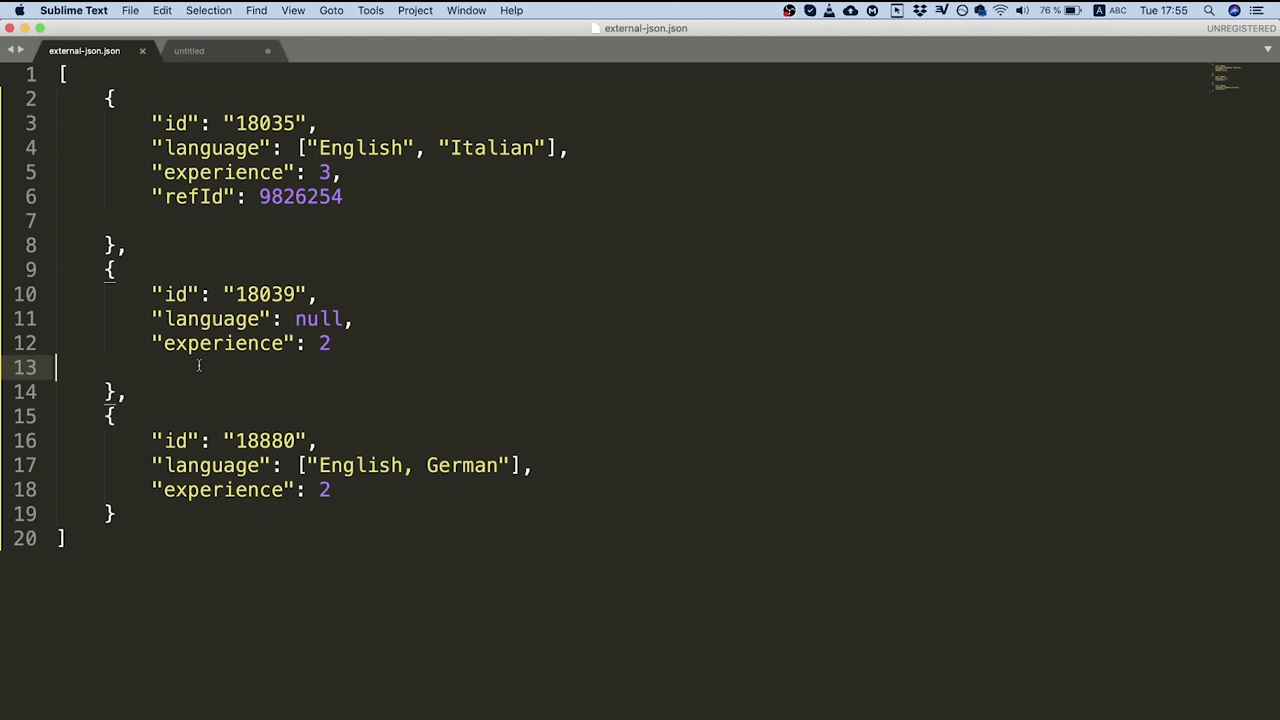 Sublime Text File Edit Selection Find View Goto Tools Project Window Help 76 % A ABC Tue 17:55
external-json.json UNREGISTERED
external-json.json untitled
1 [
2 {
3 "id": "18035",
4 "language": ["English", "Italian"],
5 "experience": 3,
6 "refId": 9826254
7
8 },
9 {
10 "id": "18039",
11 "language": null,
12 "experience": 2
13
14 },
15 {
16 "id": "18880",
17 "language": ["English, German"],
18 "experience": 2
19 }
20 ]